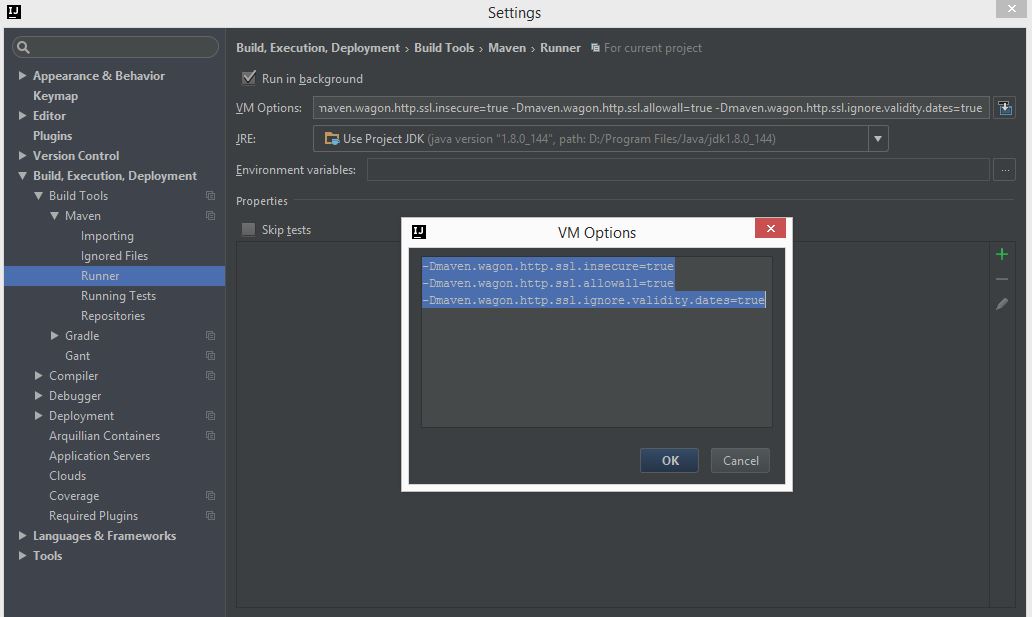 IJ
Settings
Build, Execution, Deployment › Build Tools › Maven › Runner For current project
Appearance & Behavior
Keymap
Editor
Plugins
Version Control
Build, Execution, Deployment
Build Tools
Maven
Importing
Ignored Files
Runner
Running Tests
Repositories
Gradle
Gant
Compiler
Debugger
Deployment
Arquillian Containers
Application Servers
Clouds
Coverage
Required Plugins
Languages & Frameworks
Tools
Run in background
VM Options: maven.wagon.http.ssl.insecure=true -Dmaven.wagon.http.ssl.allowall=true -Dmaven.wagon.http.ssl.ignore.validity.dates=true
JRE: Use Project JDK (java version "1.8.0_144", path: D:/Program Files/Java/jdk1.8.0_144)
Environment variables: ...
Properties
Skip tests
IJ
VM Options
-Dmaven.wagon.http.ssl.insecure=true
-Dmaven.wagon.http.ssl.allowall=true
-Dmaven.wagon.http.ssl.ignore.validity.dates=true
OK Cancel